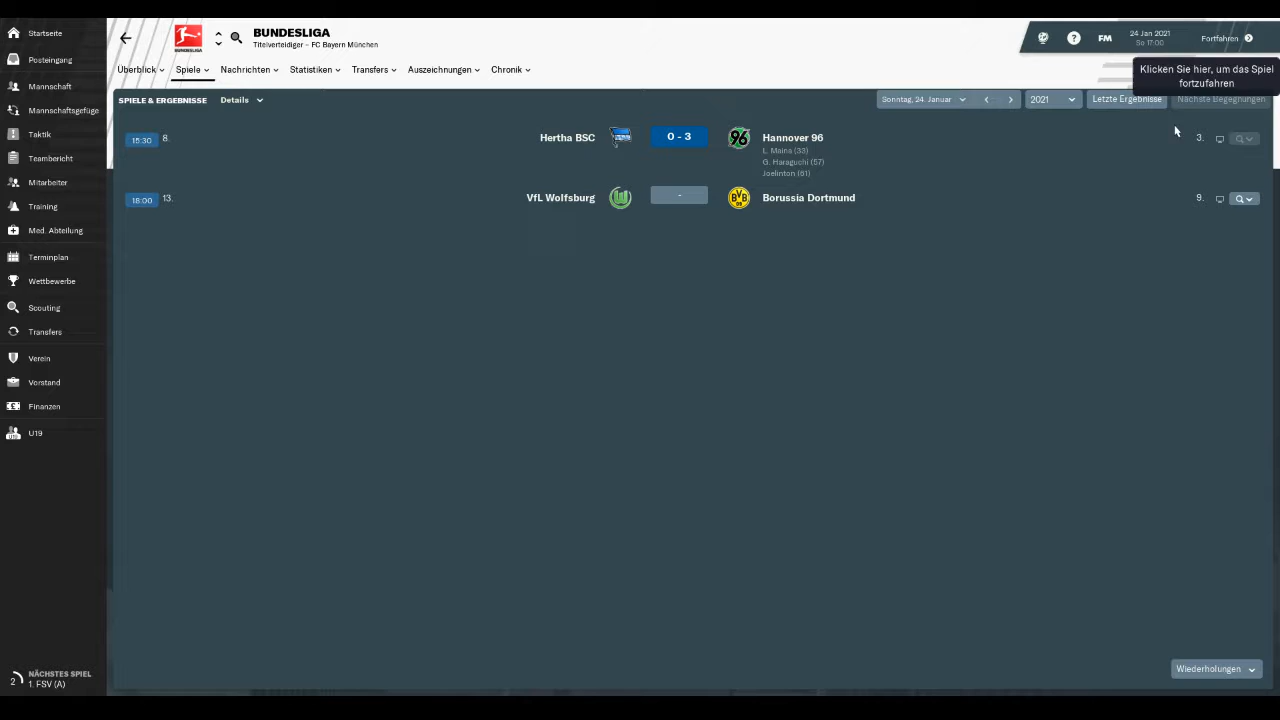 Startseite
Posteingang
Mannschaft
Mannschaftsgefüge
Taktik
Teambericht
Mitarbeiter
Training
Med. Abteilung
Terminplan
Wettbewerbe
Scouting
Transfers
Verein
Vorstand
Finanzen
U19
2
NÄCHSTES SPIEL
1. FSV (A)
BUNDESLIGA
Titelverteidiger – FC Bayern München
? FM 24 Jan 2021 Fortfahren
So 17:00
Überblick Spiele Nachrichten Statistiken Transfers Auszeichnungen Chronik
Klicken Sie hier, um das Spiel
fortzufahren
SPIELE & ERGEBNISSE Details Sonntag, 24. Januar 2021 Letzte Ergebnisse Nächste Begegnungen
15:30 8. Hertha BSC 0 - 3 Hannover 96 3.
L. Maina (33)
G. Haraguchi (57)
Joelinton (61)
18:00 13. VfL Wolfsburg - Borussia Dortmund 9.
Wiederholungen